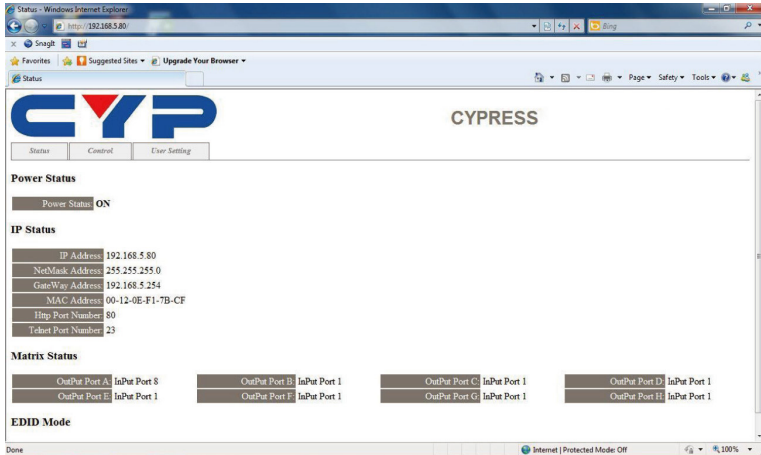 Status - Windows Internet Explorer
http://192.168.5.80/
Bing
x SnagIt
Favorites Suggested Sites Upgrade Your Browser
Status
Page Safety Tools
CYP
CYPRESS
Status Control User Setting
Power Status
Power Status: ON
IP Status
IP Address: 192.168.5.80
NetMask Address: 255.255.255.0
GateWay Address: 192.168.5.254
MAC Address: 00-12-0E-F1-7B-CF
Http Port Number: 80
Telnet Port Number: 23
Matrix Status
OutPut Port A: InPut Port 8 OutPut Port B: InPut Port 1 OutPut Port C: InPut Port 1 OutPut Port D: InPut Port 1
OutPut Port E: InPut Port 1 OutPut Port F: InPut Port 1 OutPut Port G: InPut Port 1 OutPut Port H: InPut Port 1
EDID Mode
Done
Internet | Protected Mode: Off
100%